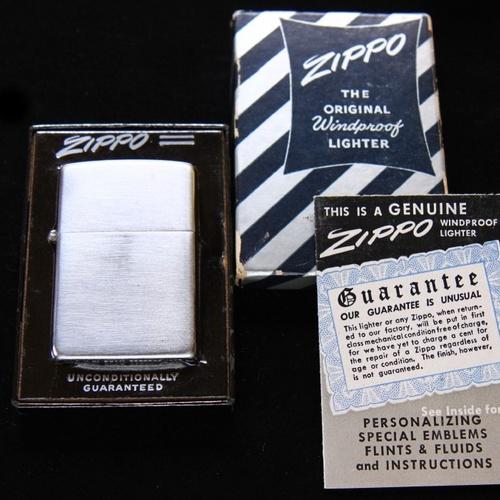 ZIPPO
THE
ORIGINAL
Windproof
LIGHTER
ZIPPO
UNCONDITIONALLY
GUARANTEED
THIS IS A GENUINE
ZIPPO WINDPROOF
LIGHTER
Guarantee
OUR GUARANTEE IS UNUSUAL
This lighter or any Zippo, when return-
ed to our factory, will be put in first
class mechanical condition free of charge,
for we have yet to charge a cent for
the repair of a Zippo regardless of
age or condition. The finish, however,
is not guaranteed.
See Inside for
PERSONALIZING
SPECIAL EMBLEMS
FLINTS & FLUIDS
and INSTRUCTIONS